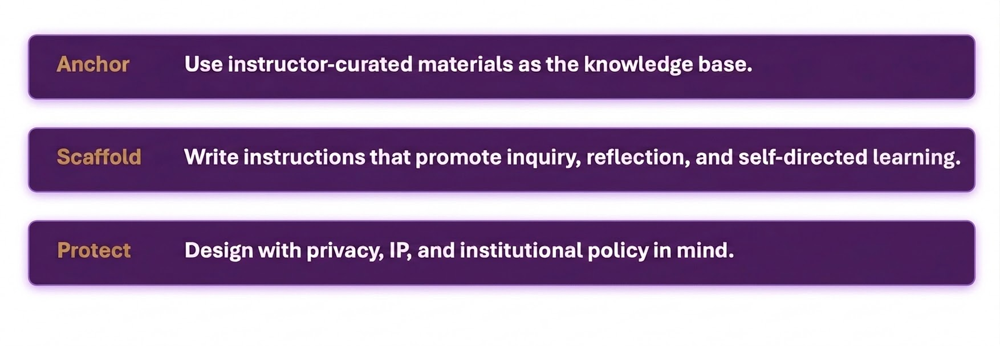 Anchor Use instructor-curated materials as the knowledge base.
Scaffold Write instructions that promote inquiry, reflection, and self-directed learning.
Protect Design with privacy, IP, and institutional policy in mind.